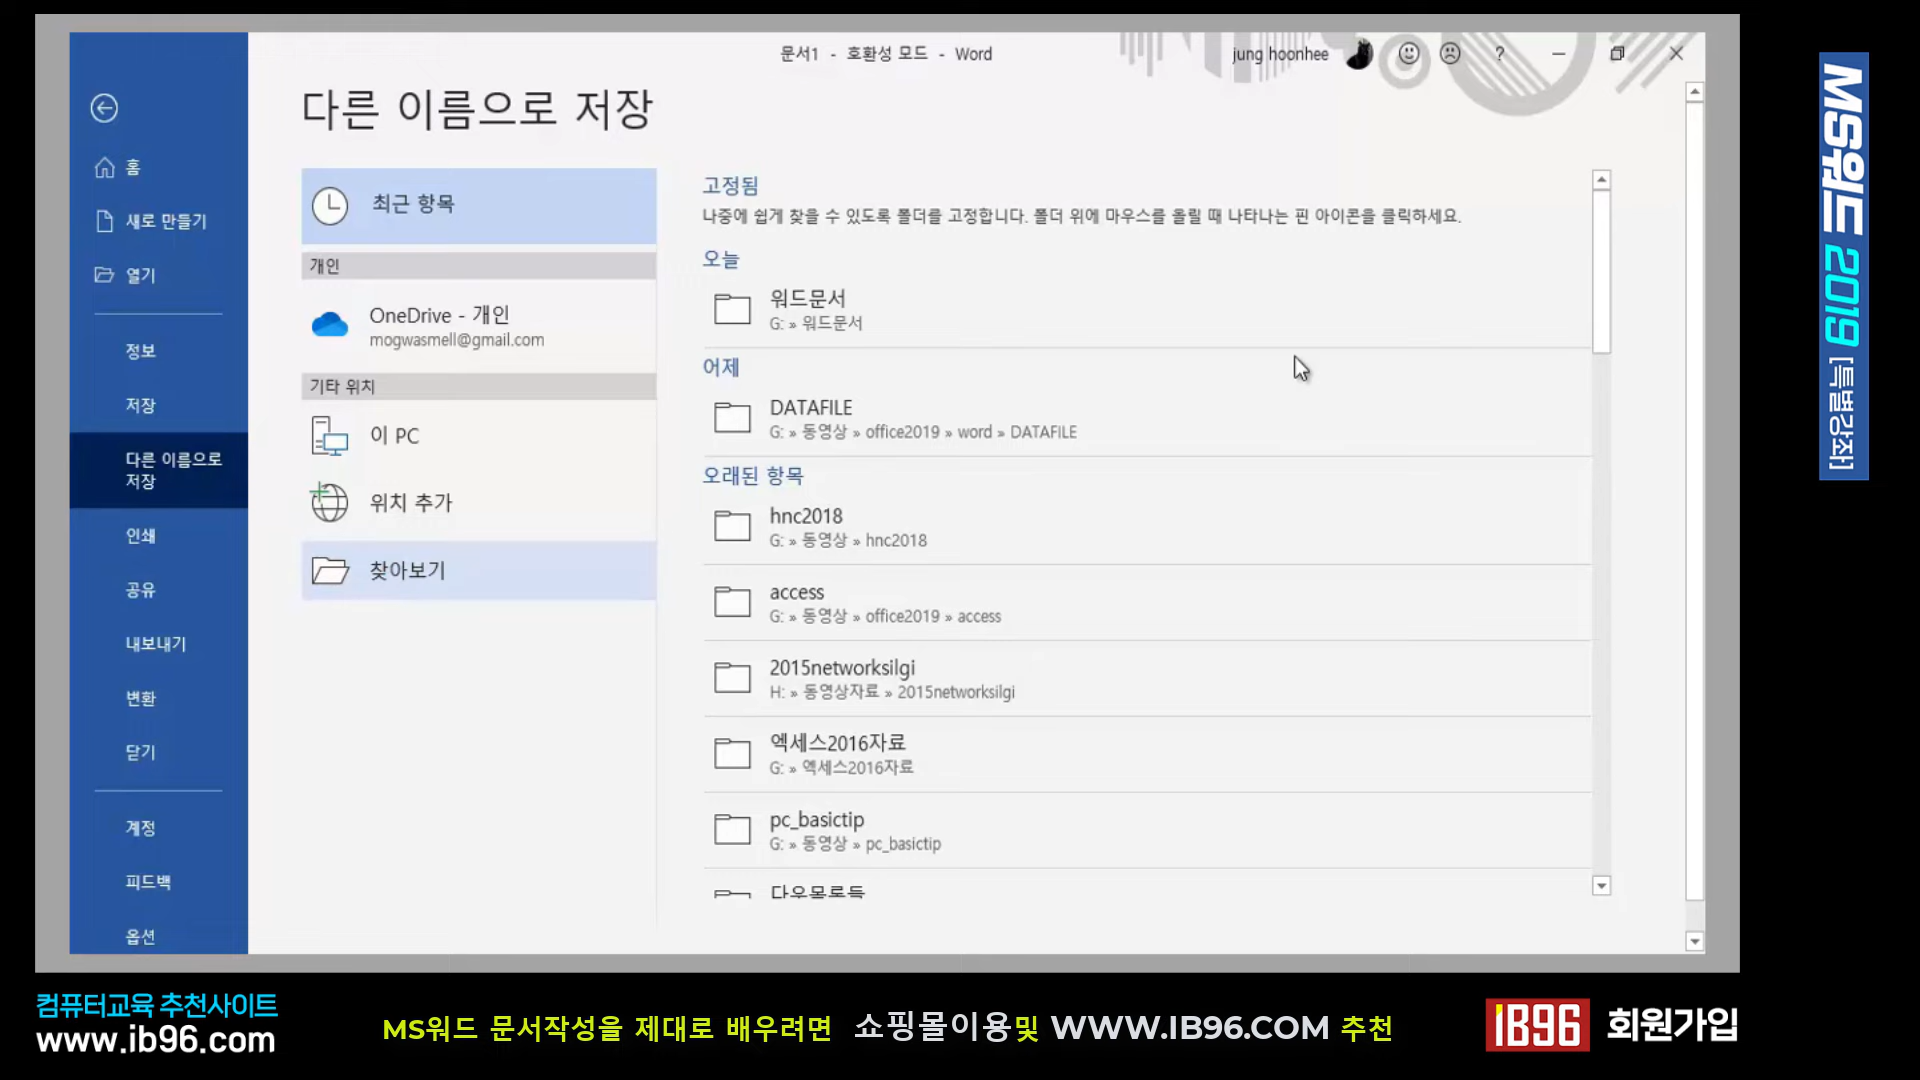 문서1 - 호환성 모드 - Word
jung hoonhee
?
다른 이름으로 저장
홈
새로 만들기
열기
정보
저장
다른 이름으로
저장
인쇄
공유
내보내기
변환
닫기
계정
피드백
옵션
최근 항목
개인
OneDrive - 개인
mogwasmell@gmail.com
기타 위치
이 PC
위치 추가
찾아보기
고정됨
나중에 쉽게 찾을 수 있도록 폴더를 고정합니다. 폴더 위에 마우스를 올릴 때 나타나는 핀 아이콘을 클릭하세요.
오늘
워드문서
G: » 워드문서
어제
DATAFILE
G: » 동영상 » office2019 » word » DATAFILE
오래된 항목
hnc2018
G: » 동영상 » hnc2018
access
G: » 동영상 » office2019 » access
2015networksilgi
H: » 동영상자료 » 2015networksilgi
엑세스2016자료
G: » 엑세스2016자료
pc_basictip
G: » 동영상 » pc_basictip
MS워드 2019 [특별강좌]
컴퓨터교육 추천사이트
www.ib96.com
MS워드 문서작성을 제대로 배우려면 쇼핑몰이용및 WWW.IB96.COM 추천
IB96 회원가입